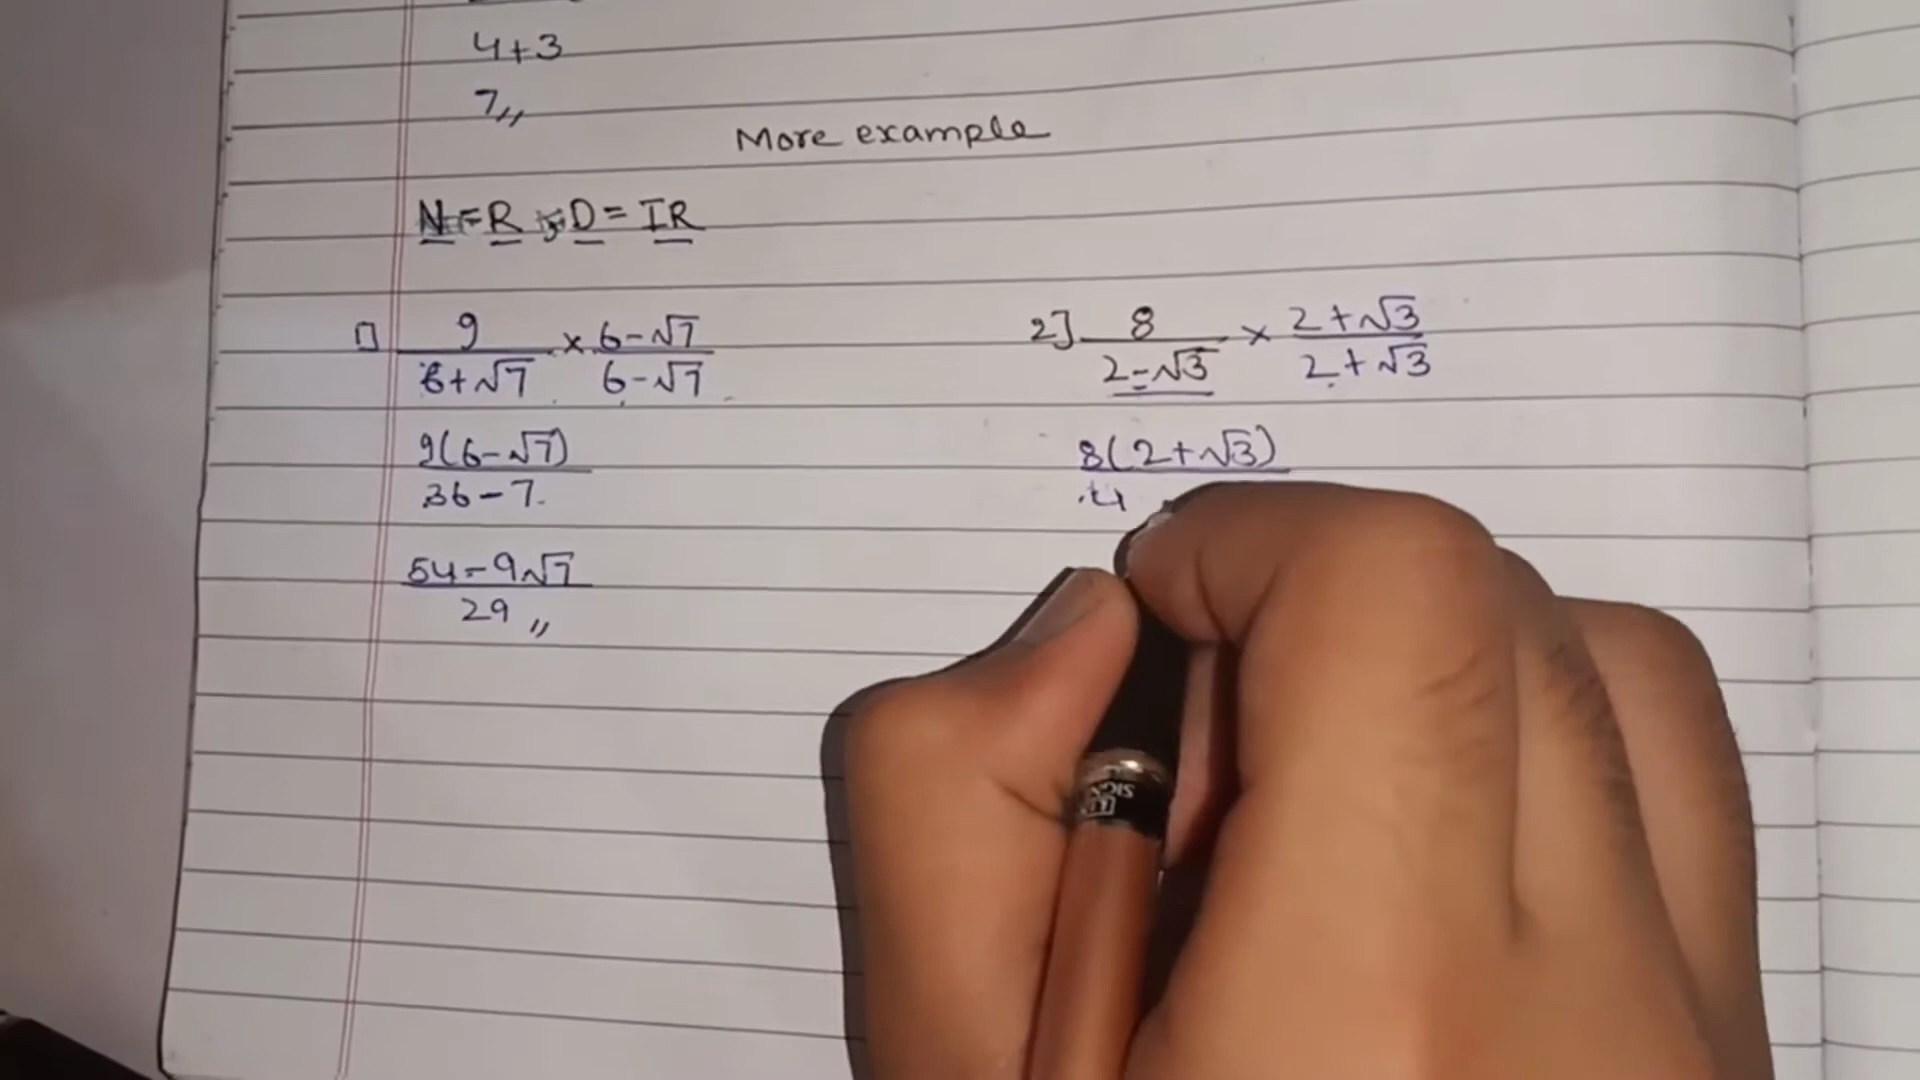 4+3
7,,
More example
N=R ; D= IR
1] 9/6+√7 × 6-√7/6-√7
9(6-√7)/36-7
54-9√7/29 ,,
2] 8/2-√3 × 2+√3/2+√3
8(2+√3)/4